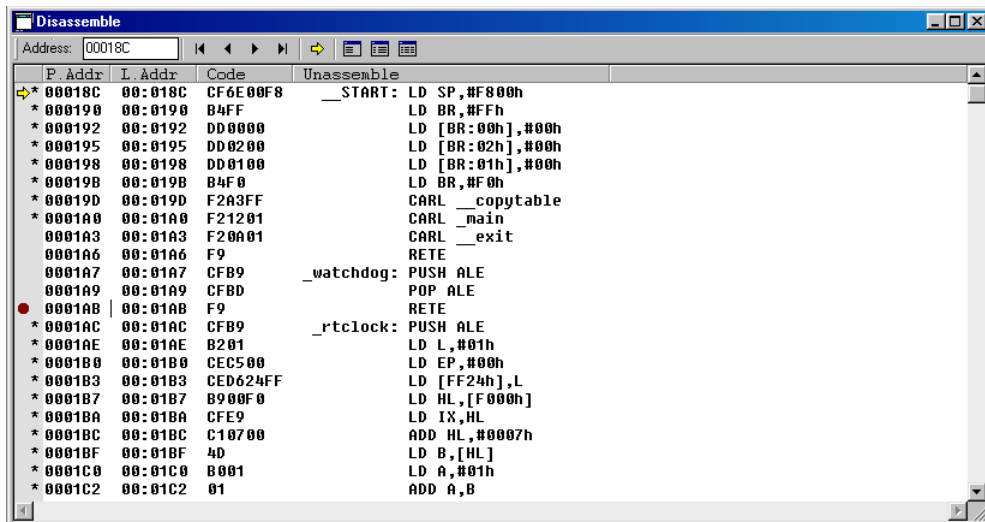 Disassemble
Address: 00018C
P.Addr L.Addr Code Unassemble
* 00018C 00:018C CF6E00F8 __START: LD SP,#F800h
* 000190 00:0190 B4FF LD BR,#FFh
* 000192 00:0192 DD0000 LD [BR:00h],#00h
* 000195 00:0195 DD0200 LD [BR:02h],#00h
* 000198 00:0198 DD0100 LD [BR:01h],#00h
* 00019B 00:019B B4F0 LD BR,#F0h
* 00019D 00:019D F2A3FF CARL __copytable
* 0001A0 00:01A0 F21201 CARL _main
0001A3 00:01A3 F20A01 CARL __exit
0001A6 00:01A6 F9 RETE
0001A7 00:01A7 CFB9 _watchdog: PUSH ALE
0001A9 00:01A9 CFBD POP ALE
0001AB 00:01AB F9 RETE
* 0001AC 00:01AC CFB9 _rtclock: PUSH ALE
* 0001AE 00:01AE B201 LD L,#01h
* 0001B0 00:01B0 CEC500 LD EP,#00h
* 0001B3 00:01B3 CED624FF LD [FF24h],L
* 0001B7 00:01B7 B900F0 LD HL,[F000h]
* 0001BA 00:01BA CFE9 LD IX,HL
* 0001BC 00:01BC C10700 ADD HL,#0007h
* 0001BF 00:01BF 4D LD B,[HL]
* 0001C0 00:01C0 B001 LD A,#01h
* 0001C2 00:01C2 01 ADD A,B